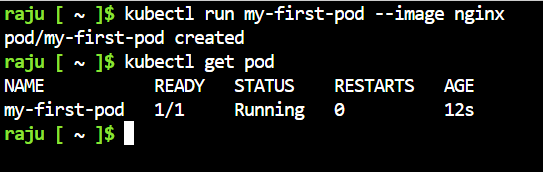 raju [ ~ ]$ kubectl run my-first-pod --image nginx
pod/my-first-pod created
raju [ ~ ]$ kubectl get pod
NAME           READY   STATUS    RESTARTS   AGE
my-first-pod   1/1     Running   0          12s
raju [ ~ ]$